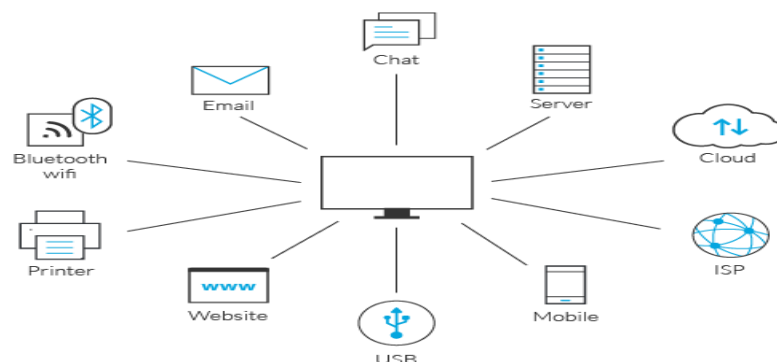 Chat
Email
Server
Bluetooth
wifi
Cloud
Printer
ISP
www
Website
Mobile
USB